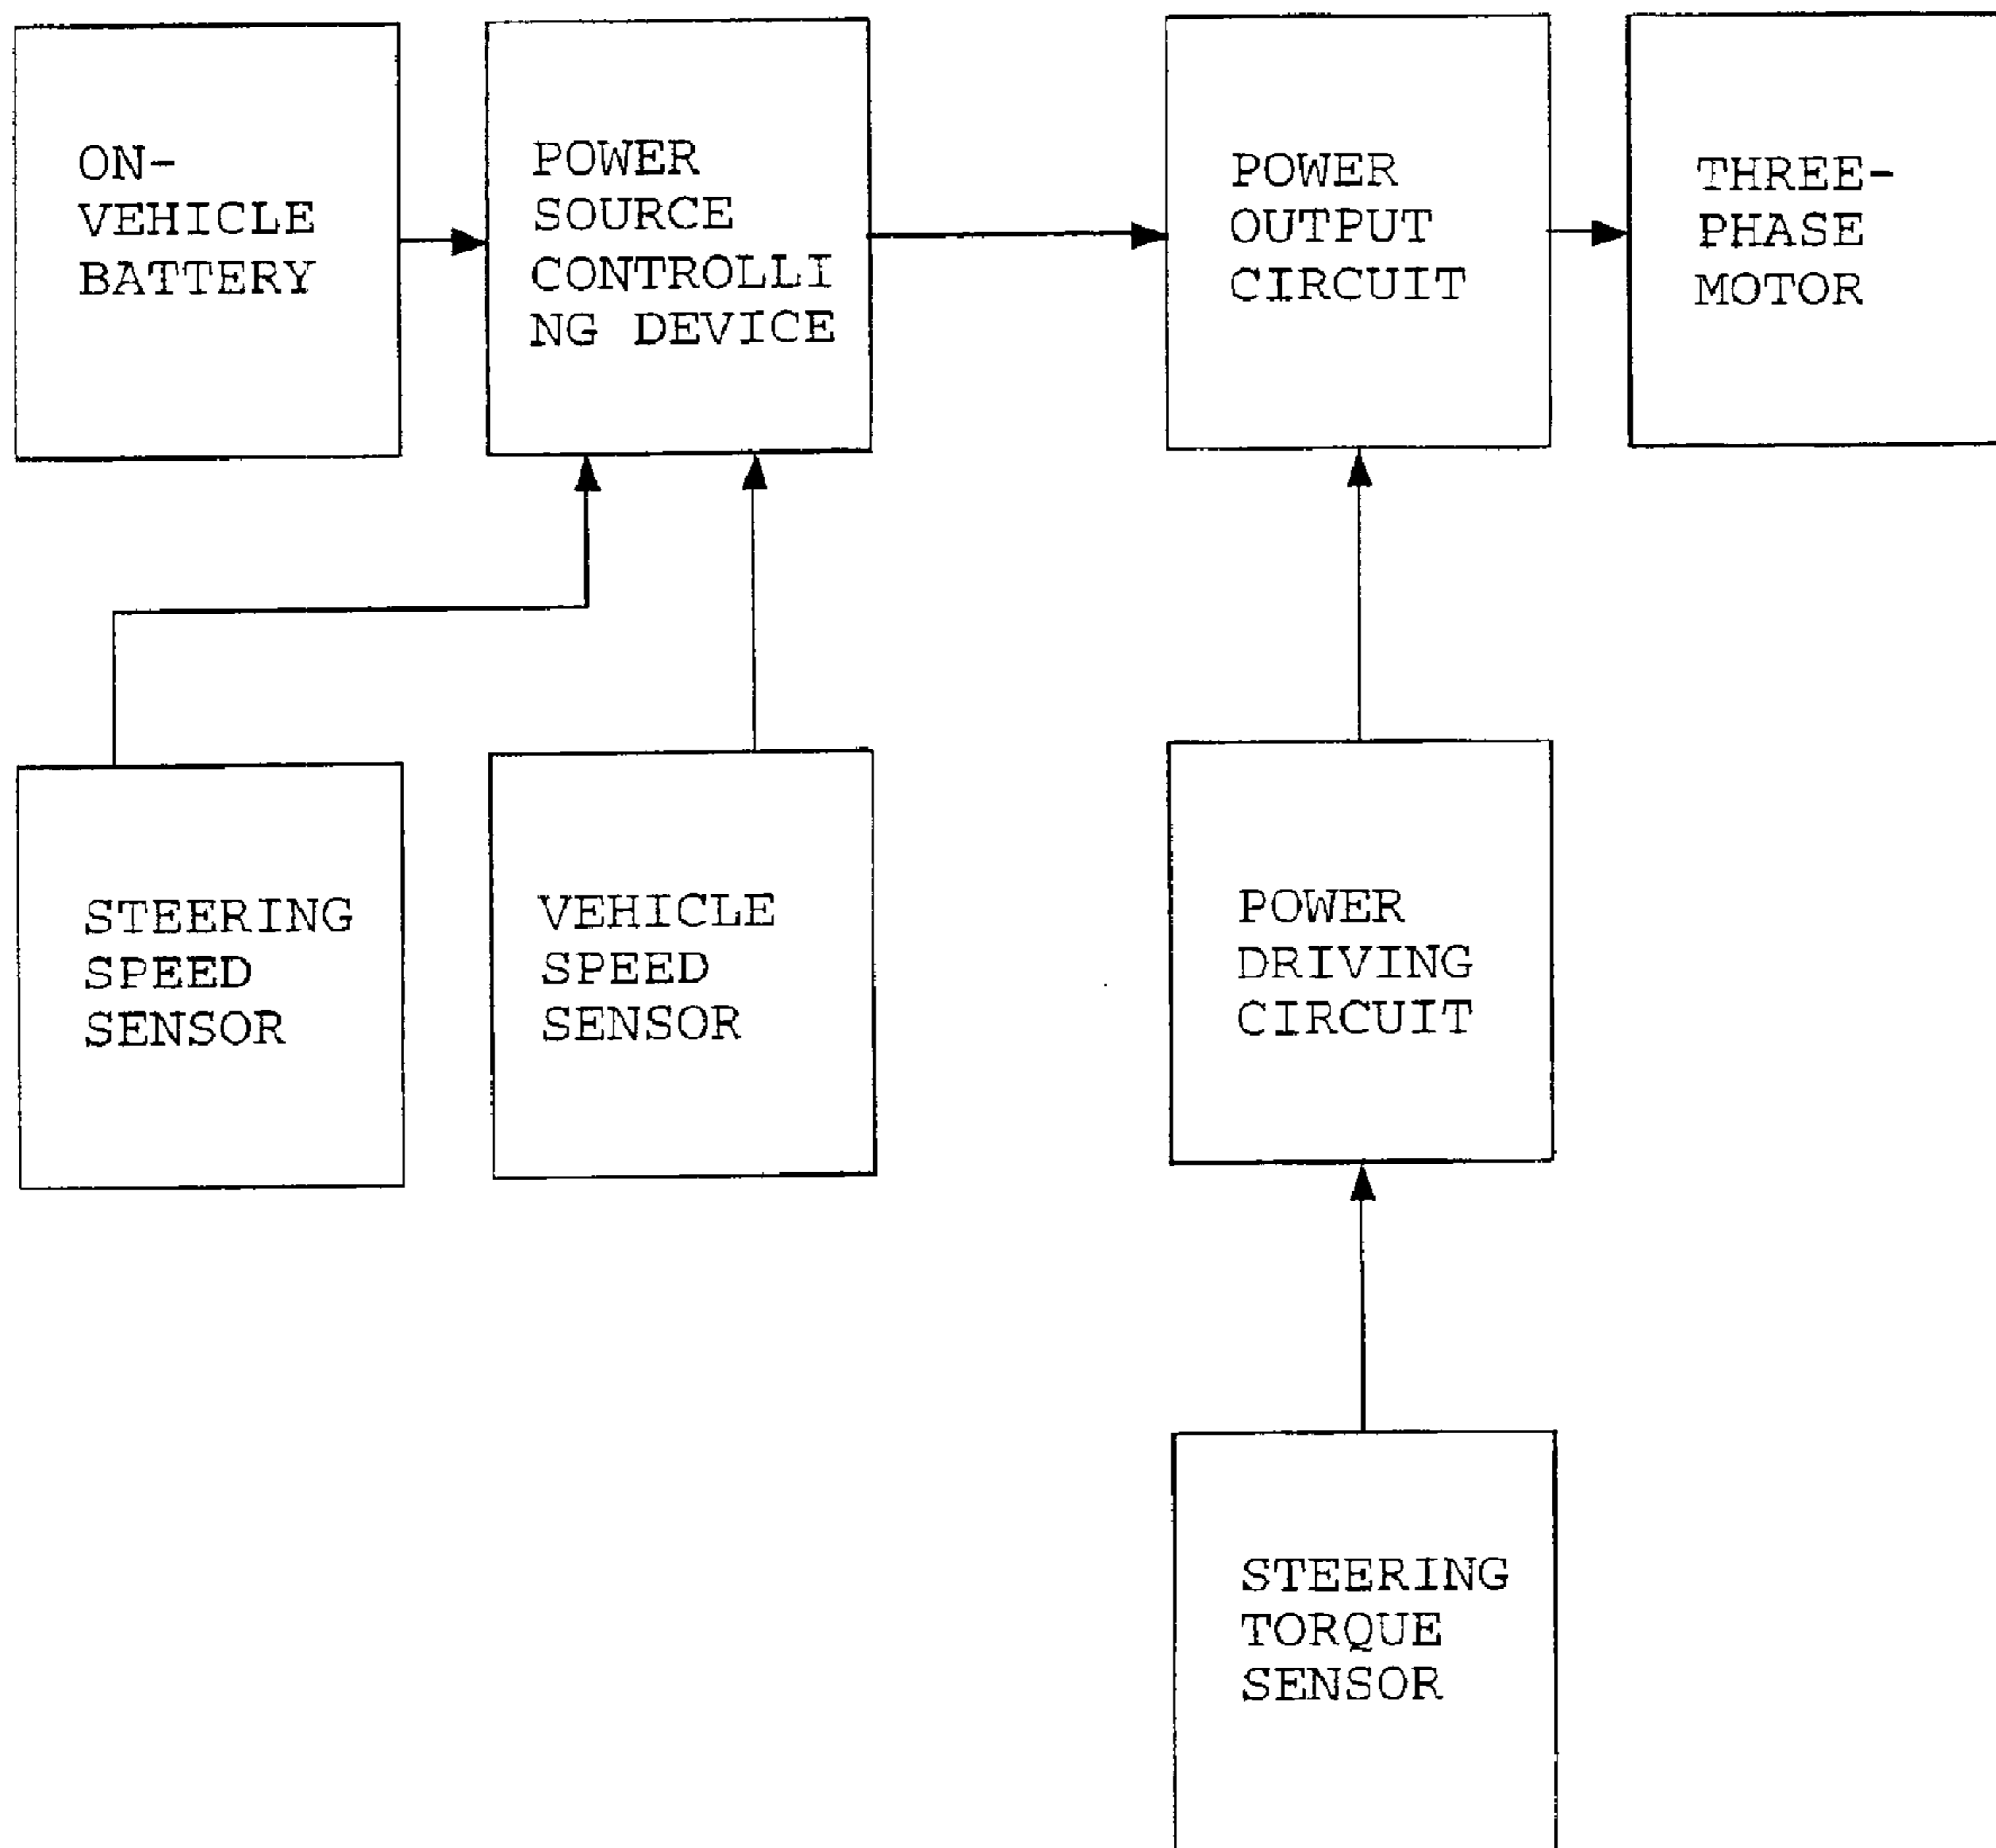 ON-
VEHICLE
BATTERY
POWER
SOURCE
CONTROLLI
NG DEVICE
POWER
OUTPUT
CIRCUIT
THREE-
PHASE
MOTOR
STEERING
SPEED
SENSOR
VEHICLE
SPEED
SENSOR
POWER
DRIVING
CIRCUIT
STEERING
TORQUE
SENSOR